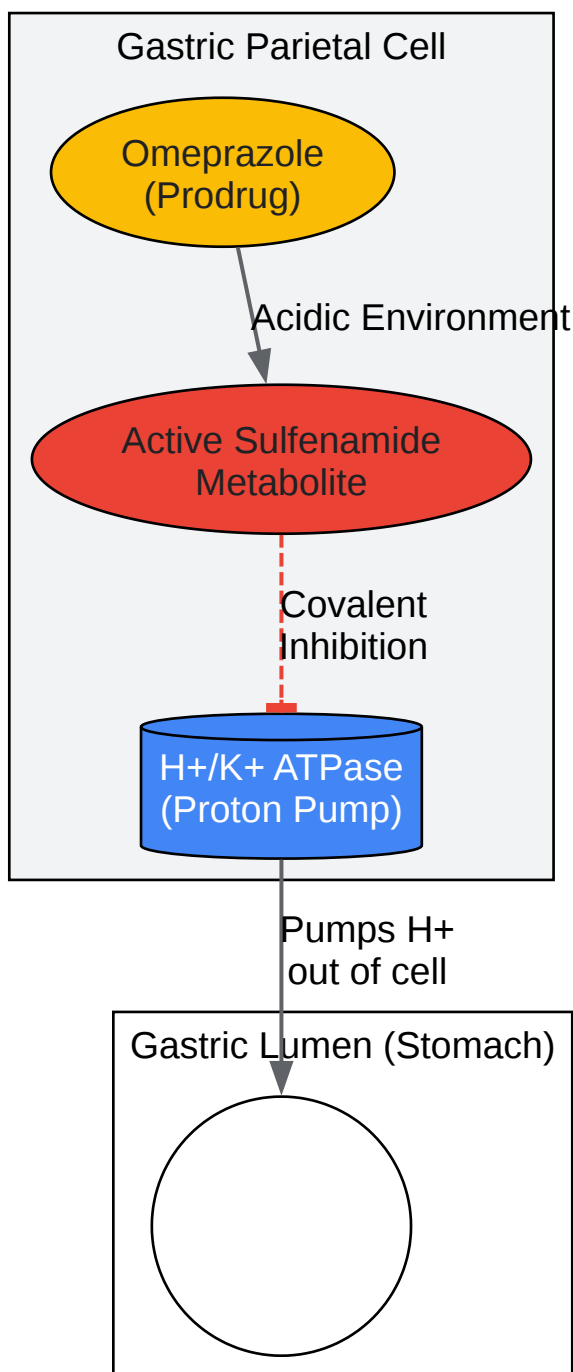 Gastric Parietal Cell
Omeprazole
(Prodrug)
Acidic Environment
Active Sulfenamide
Metabolite
Covalent
Inhibition
H+/K+ ATPase
(Proton Pump)
Pumps H+
out of cell
Gastric Lumen (Stomach)